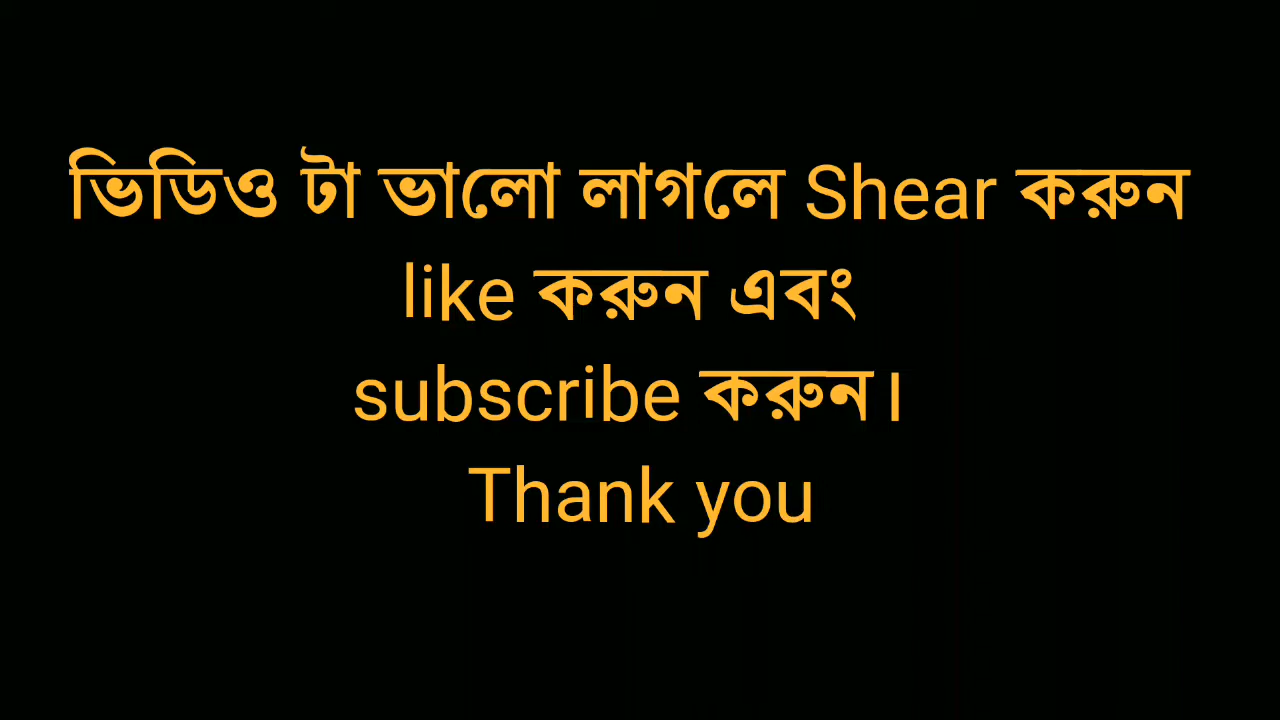 ভিডিও টা ভালো লাগলে Shear করুন
like করুন এবং
subscribe করুন।
Thank you